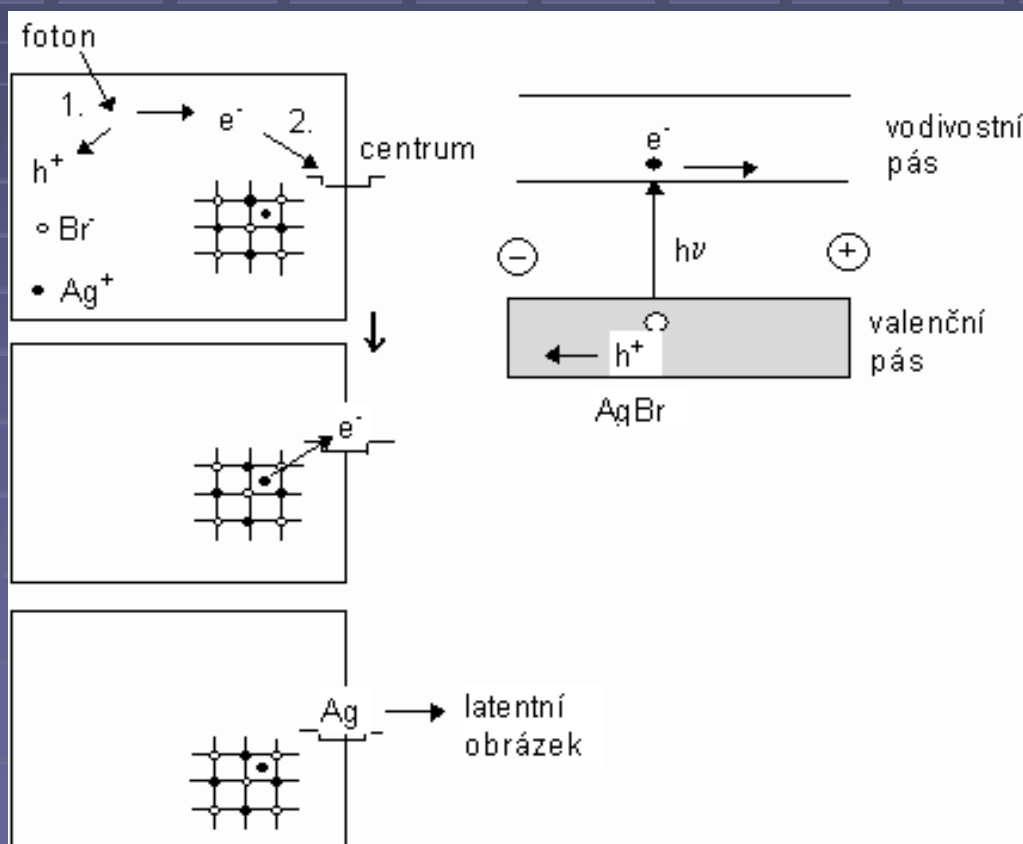 foton
1.
e⁻
2.
h⁺
centrum
Br⁻
Ag⁺
e⁻
Ag
latentní
obrázek
e⁻
vodivostní
pás
−
+
hν
h⁺
valenční
pás
AgBr